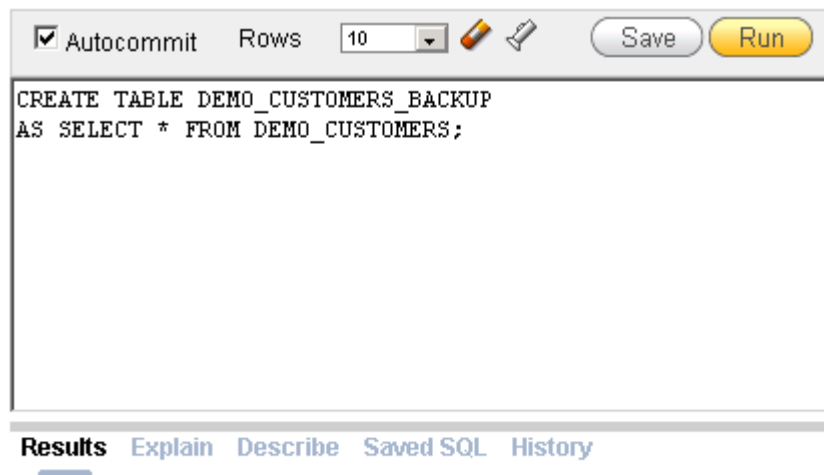 Autocommit Rows 10 Save Run
CREATE TABLE DEMO_CUSTOMERS_BACKUP
AS SELECT * FROM DEMO_CUSTOMERS;
Results Explain Describe Saved SQL History